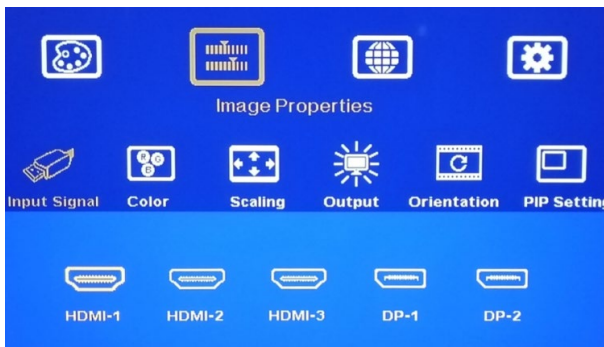 Image Properties
Input Signal Color Scaling Output Orientation PIP Setting
R G B
HDMI-1 HDMI-2 HDMI-3 DP-1 DP-2